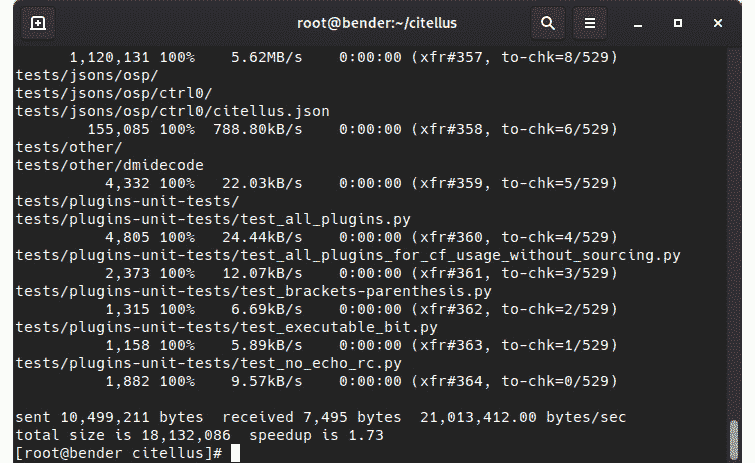 root@bender:~/citellus
1,120,131 100%    5.62MB/s    0:00:00 (xfr#357, to-chk=8/529)
tests/jsons/osp/
tests/jsons/osp/ctrl0/
tests/jsons/osp/ctrl0/citellus.json
155,085 100%  788.80kB/s    0:00:00 (xfr#358, to-chk=6/529)
tests/other/
tests/other/dmidecode
4,332 100%   22.03kB/s    0:00:00 (xfr#359, to-chk=5/529)
tests/plugins-unit-tests/
tests/plugins-unit-tests/test_all_plugins.py
4,805 100%   24.44kB/s    0:00:00 (xfr#360, to-chk=4/529)
tests/plugins-unit-tests/test_all_plugins_for_cf_usage_without_sourcing.py
2,373 100%   12.07kB/s    0:00:00 (xfr#361, to-chk=3/529)
tests/plugins-unit-tests/test_brackets-parenthesis.py
1,315 100%    6.69kB/s    0:00:00 (xfr#362, to-chk=2/529)
tests/plugins-unit-tests/test_executable_bit.py
1,158 100%    5.89kB/s    0:00:00 (xfr#363, to-chk=1/529)
tests/plugins-unit-tests/test_no_echo_rc.py
1,882 100%    9.57kB/s    0:00:00 (xfr#364, to-chk=0/529)
sent 10,499,211 bytes  received 7,495 bytes  21,013,412.00 bytes/sec
total size is 18,132,086  speedup is 1.73
[root@bender citellus]#